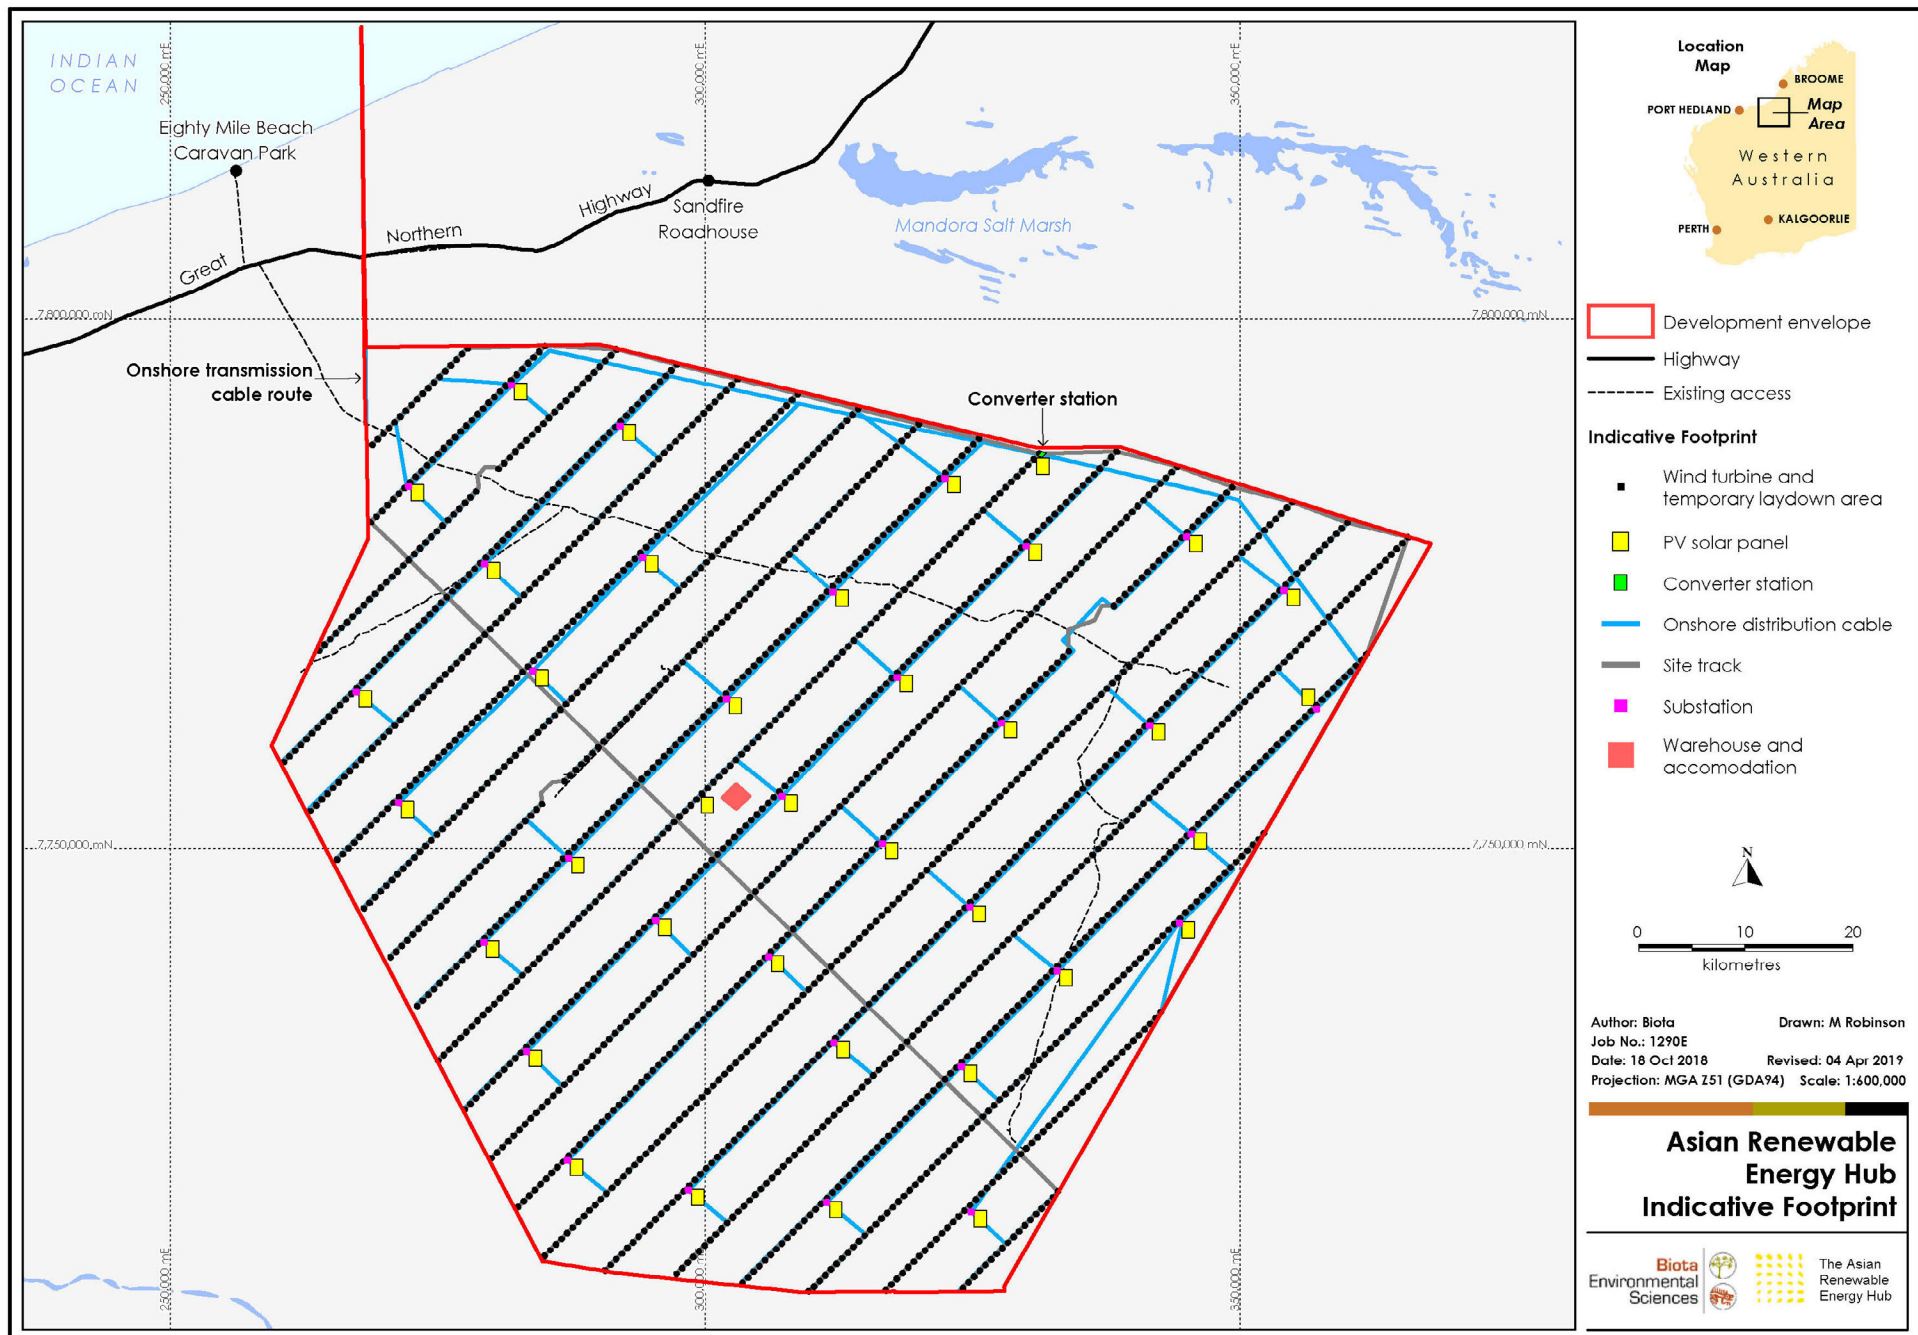 INDIAN
OCEAN
250,000 mE
300,000 mE
350,000 mE
Eighty Mile Beach
Caravan Park
Great
Northern
Highway
Sandfire
Roadhouse
Mandora Salt Marsh
7,800,000 mN
7,800,000 mN
Onshore transmission
cable route
Converter station
7,750,000 mN
7,750,000 mN
250,000 mE
300,000 mE
350,000 mE
Location
Map
BROOME
PORT HEDLAND
Map
Area
Western
Australia
KALGOORLIE
PERTH
Development envelope
Highway
Existing access
Indicative Footprint
Wind turbine and
temporary laydown area
PV solar panel
Converter station
Onshore distribution cable
Site track
Substation
Warehouse and
accomodation
N
0 10 20
kilometres
Author: Biota Drawn: M Robinson
Job No.: 1290E
Date: 18 Oct 2018 Revised: 04 Apr 2019
Projection: MGA Z51 (GDA94) Scale: 1:600,000
Asian Renewable
Energy Hub
Indicative Footprint
Biota
Environmental
Sciences
The Asian
Renewable
Energy Hub